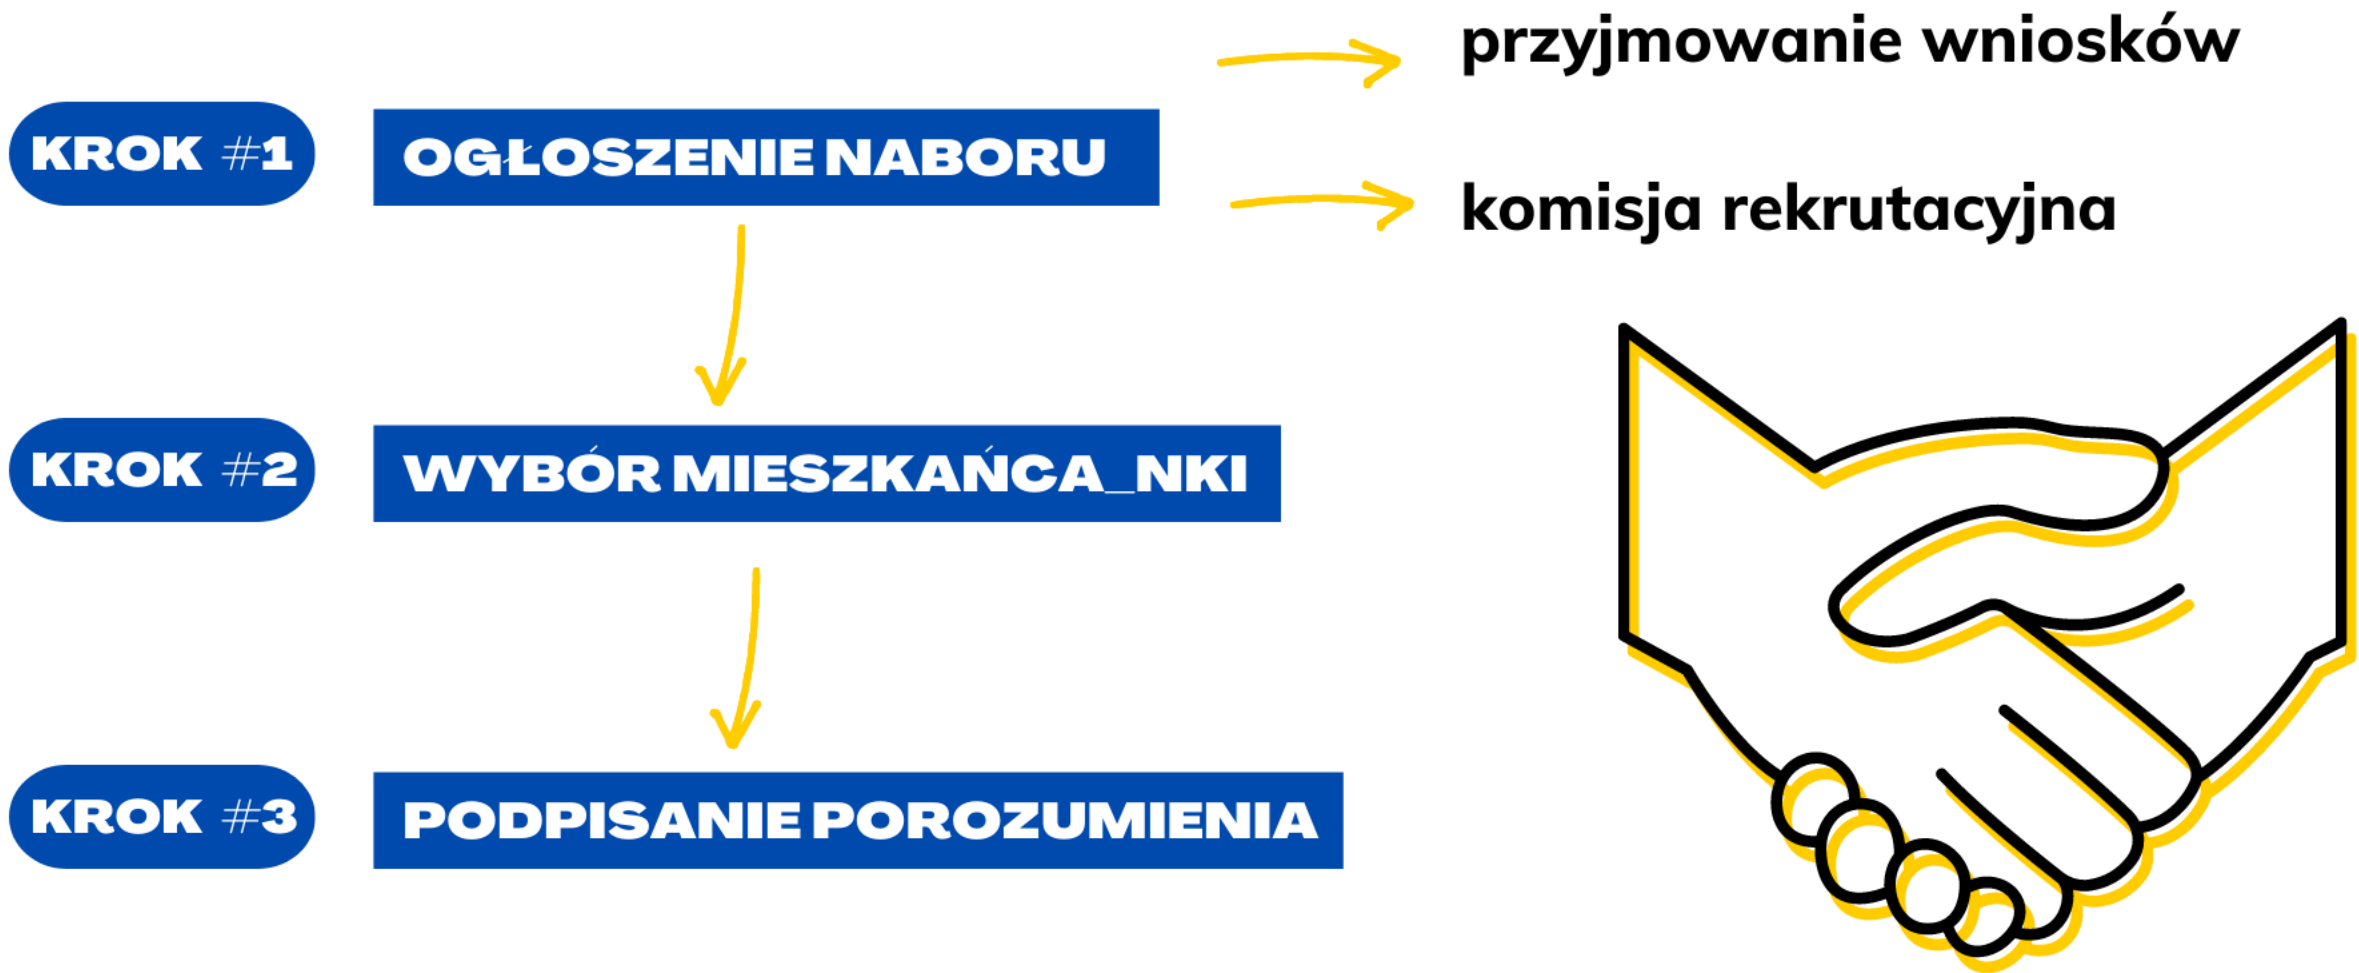 przyjmowanie wniosków
KROK #1
OGŁOSZENIE NABORU
komisja rekrutacyjna
KROK #2
WYBÓR MIESZKAŃCA_NKI
KROK #3
PODPISANIE POROZUMIENIA